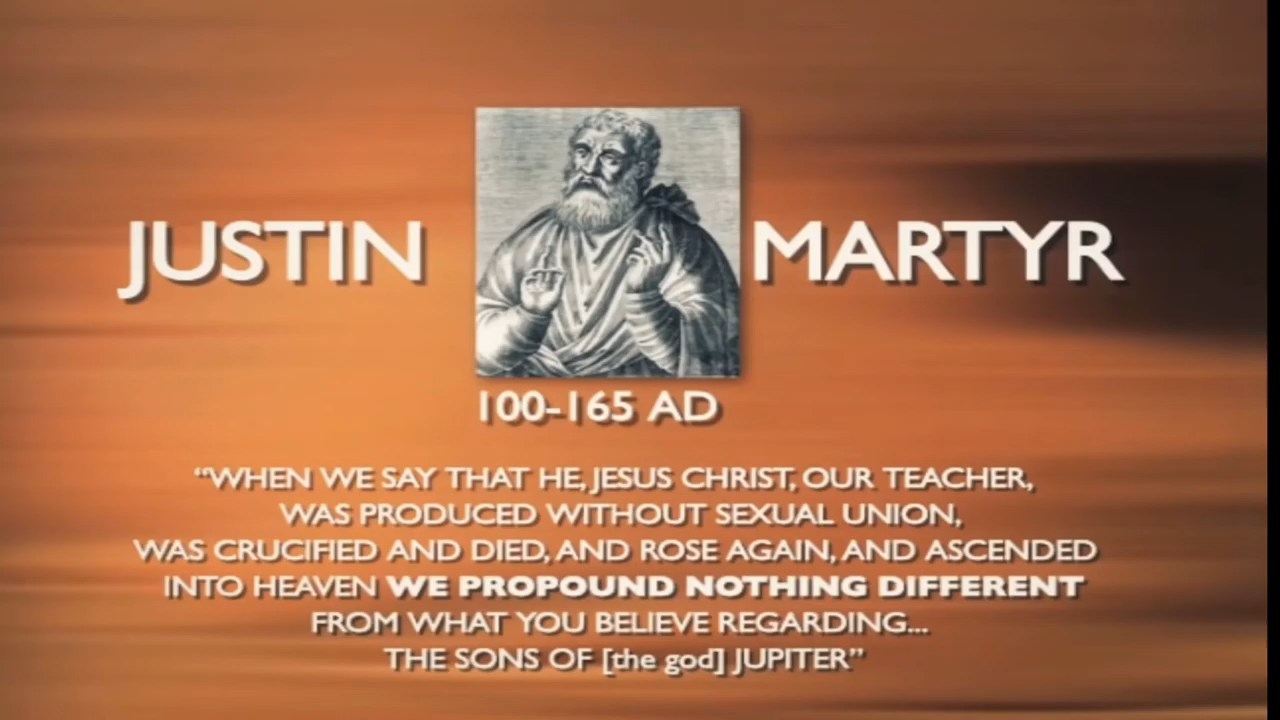 JUSTIN MARTYR
100-165 AD
“WHEN WE SAY THAT HE, JESUS CHRIST, OUR TEACHER,
WAS PRODUCED WITHOUT SEXUAL UNION,
WAS CRUCIFIED AND DIED, AND ROSE AGAIN, AND ASCENDED
INTO HEAVEN WE PROPOUND NOTHING DIFFERENT
FROM WHAT YOU BELIEVE REGARDING...
THE SONS OF [the god] JUPITER”